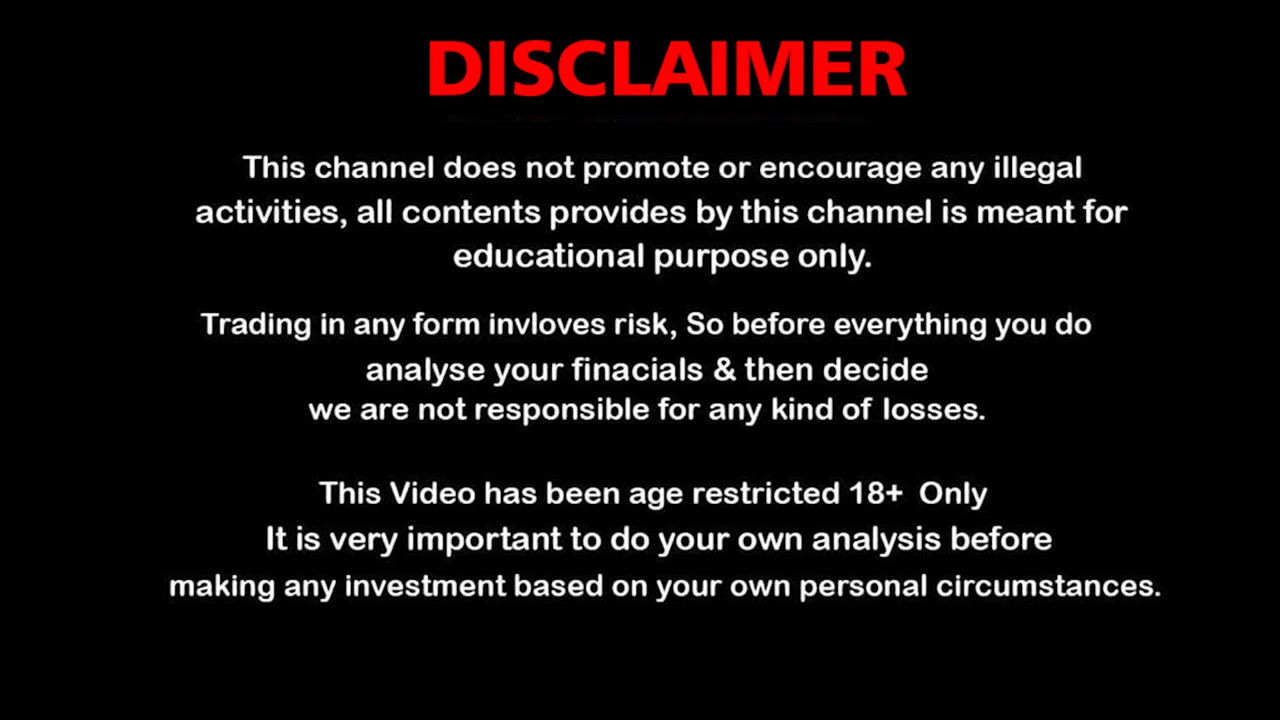 DISCLAIMER
This channel does not promote or encourage any illegal
activities, all contents provides by this channel is meant for
educational purpose only.
Trading in any form invloves risk, So before everything you do
analyse your finacials & then decide
we are not responsible for any kind of losses.
This Video has been age restricted 18+ Only
It is very important to do your own analysis before
making any investment based on your own personal circumstances.